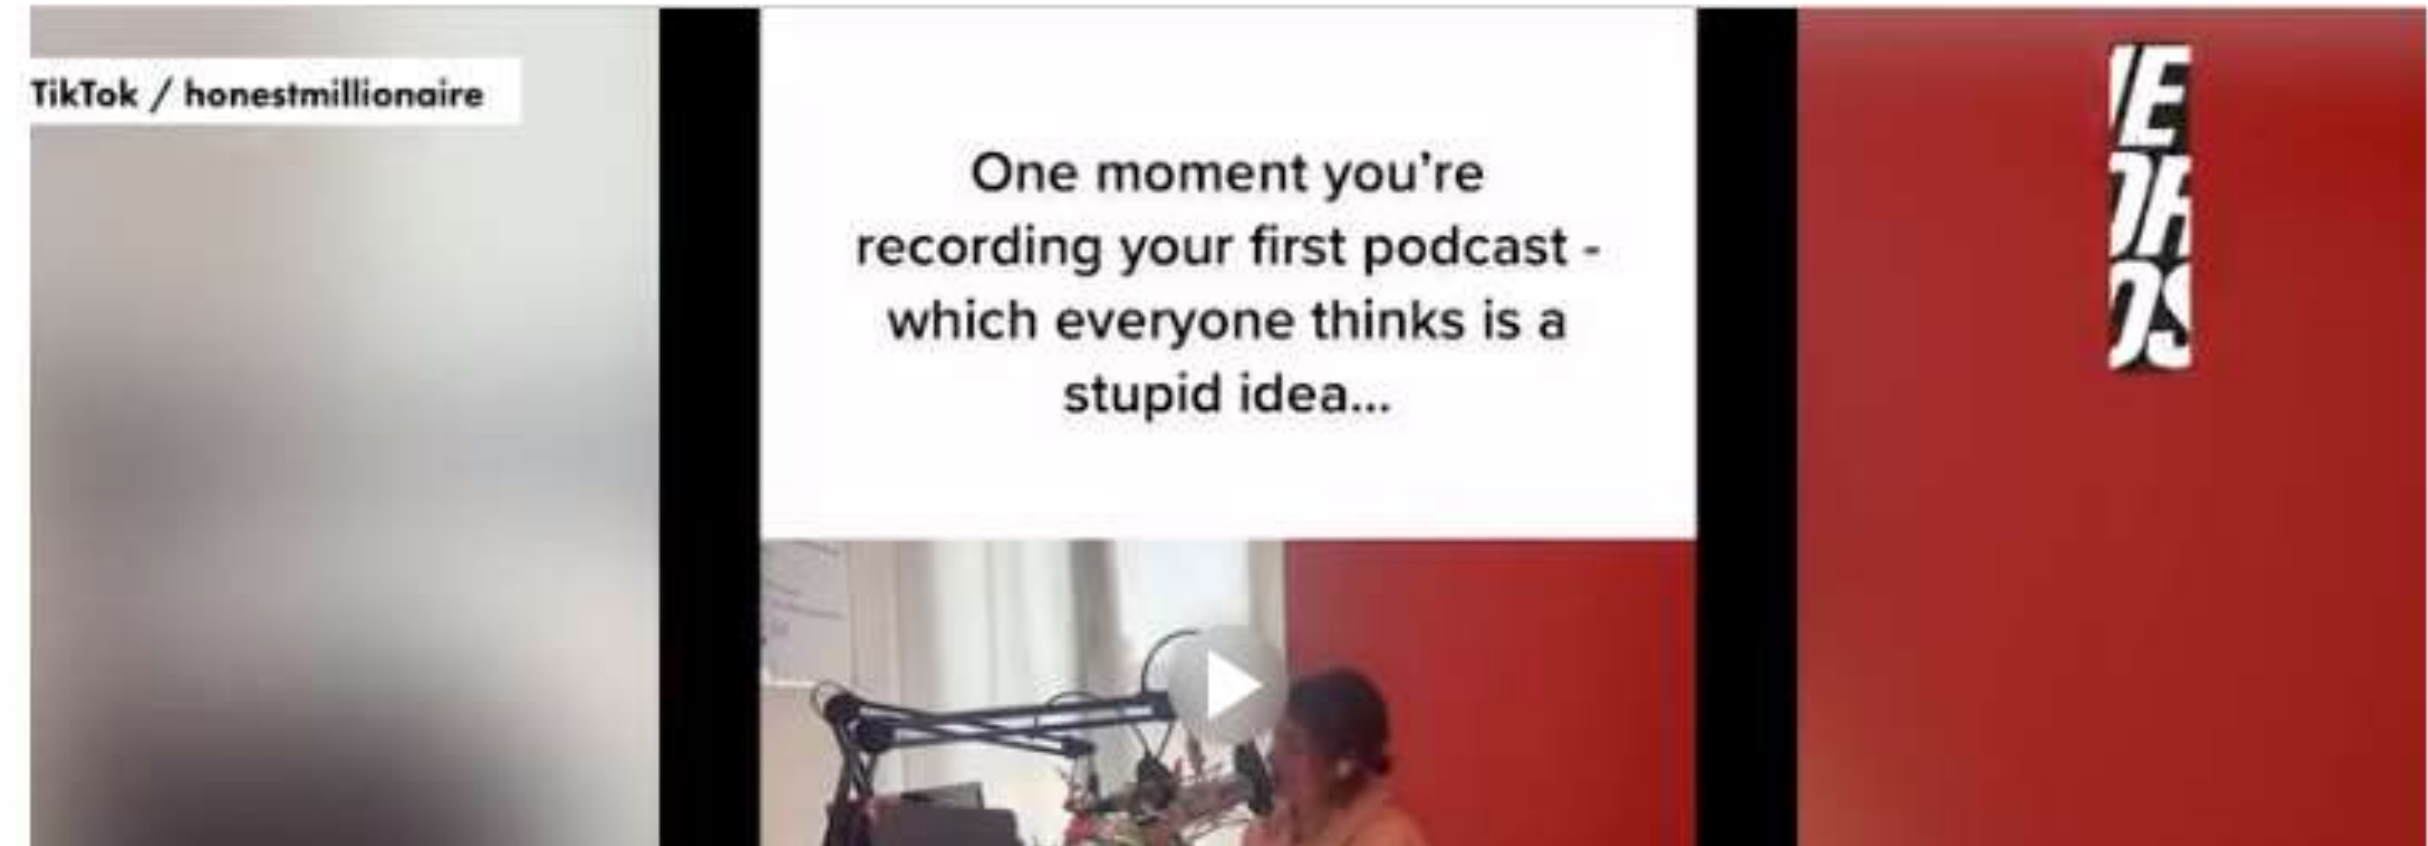 TikTok / honestmillionaire
One moment you're
recording your first podcast -
which everyone thinks is a
stupid idea...